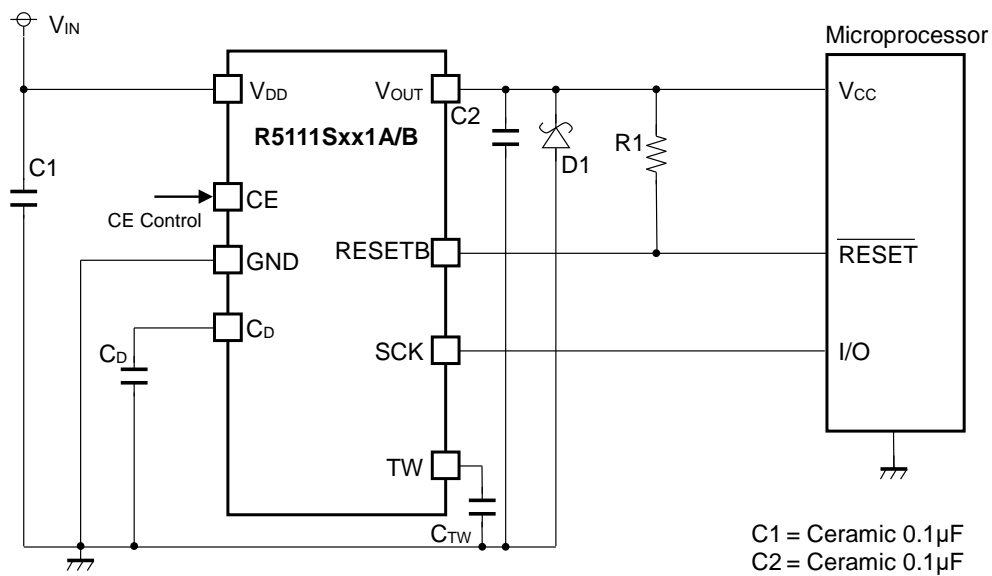 VIN
Microprocessor
VDD
VOUT
C2
VCC
R5111Sxx1A/B
R1
D1
C1
CE
CE Control
RESETB
RESET
GND
CD
CD
SCK
I/O
TW
CTW
C1 = Ceramic 0.1µF
C2 = Ceramic 0.1µF